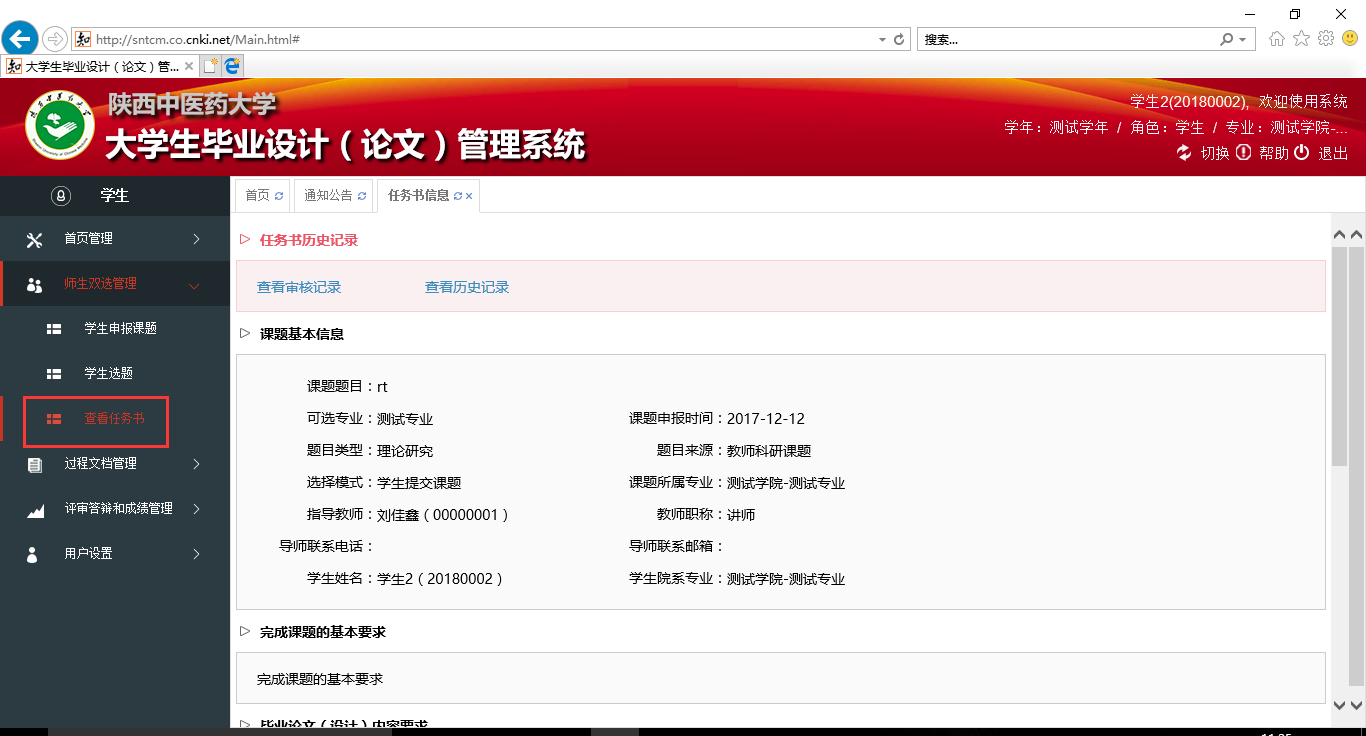 http://sntcm.co.cnki.net/Main.html#
搜索...
大学生毕业设计（论文）管...
陕西中医药大学
大学生毕业设计（论文）管理系统
学生2(20180002), 欢迎使用系统
学年：测试学年 / 角色：学生 / 专业：测试学院-...
切换 帮助 退出
学生
首页管理
师生双选管理
学生申报课题
学生选题
查看任务书
过程文档管理
评审答辩和成绩管理
用户设置
首页 通知公告 任务书信息
任务书历史记录
查看审核记录 查看历史记录
课题基本信息
课题题目：rt
可选专业：测试专业 课题申报时间：2017-12-12
题目类型：理论研究 题目来源：教师科研课题
选择模式：学生提交课题 课题所属专业：测试学院-测试专业
指导教师：刘佳鑫（00000001） 教师职称：讲师
导师联系电话： 导师联系邮箱：
学生姓名：学生2（20180002） 学生院系专业：测试学院-测试专业
完成课题的基本要求
完成课题的基本要求
毕业论文（设计）内容要求